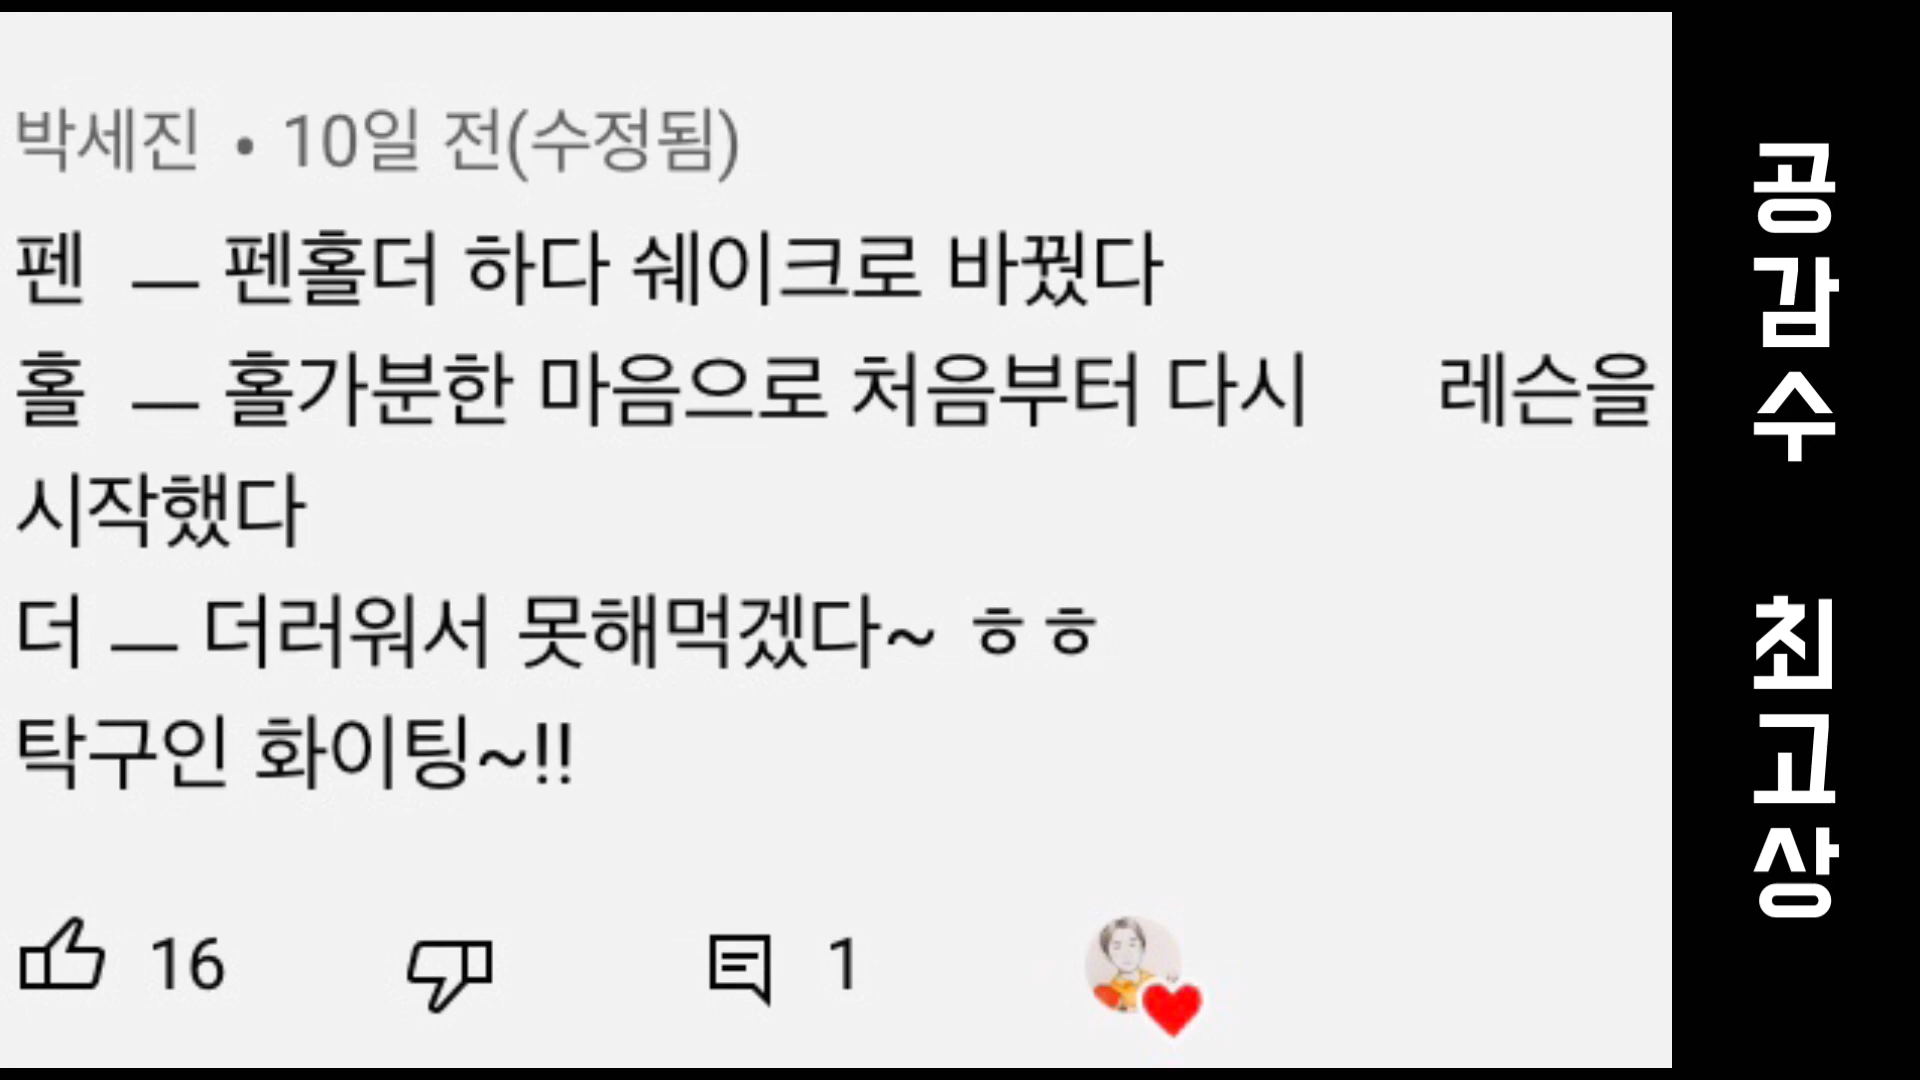 박세진 • 10일 전(수정됨)
펜 ㅡ 펜홀더 하다 쉐이크로 바꿨다
홀 ㅡ 홀가분한 마음으로 처음부터 다시 레슨을
시작했다
더 ㅡ 더러워서 못해먹겠다~ ㅎㅎ
탁구인 화이팅~!!
16
1
공감수 최고상